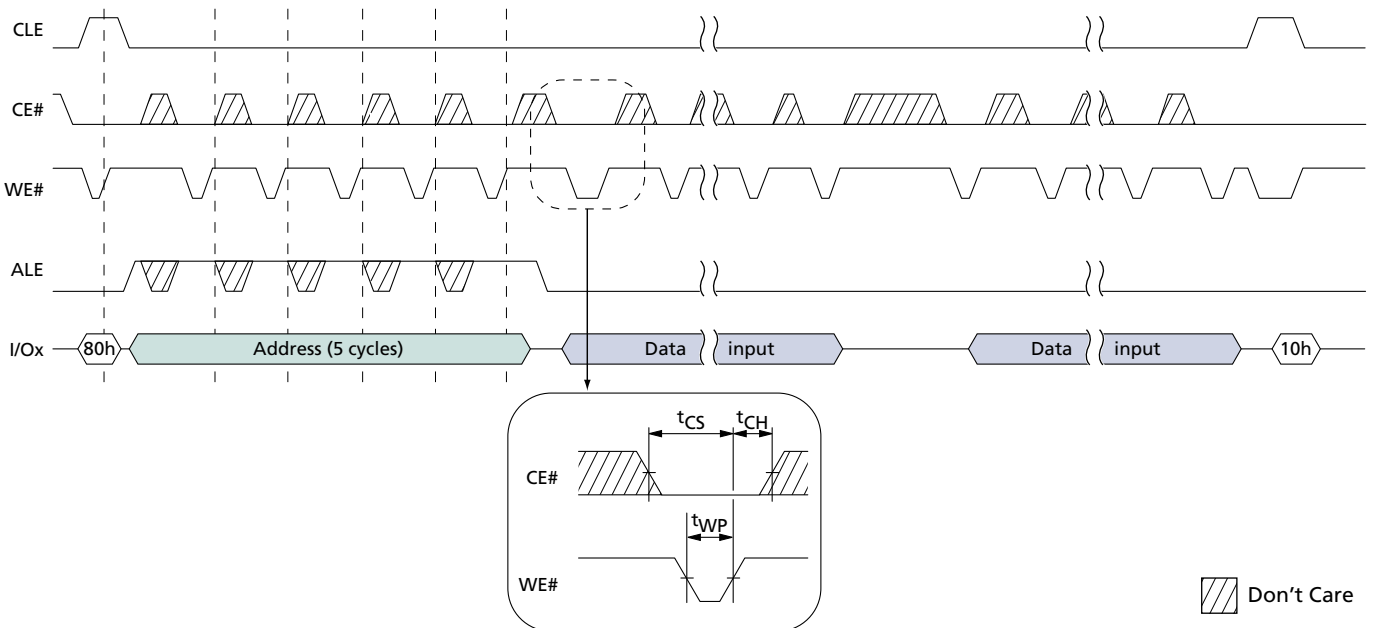 CLE
CE#
WE#
ALE
I/Ox 80h Address (5 cycles) Data input Data input 10h
tCS tCH
CE#
tWP
WE#
Don't Care